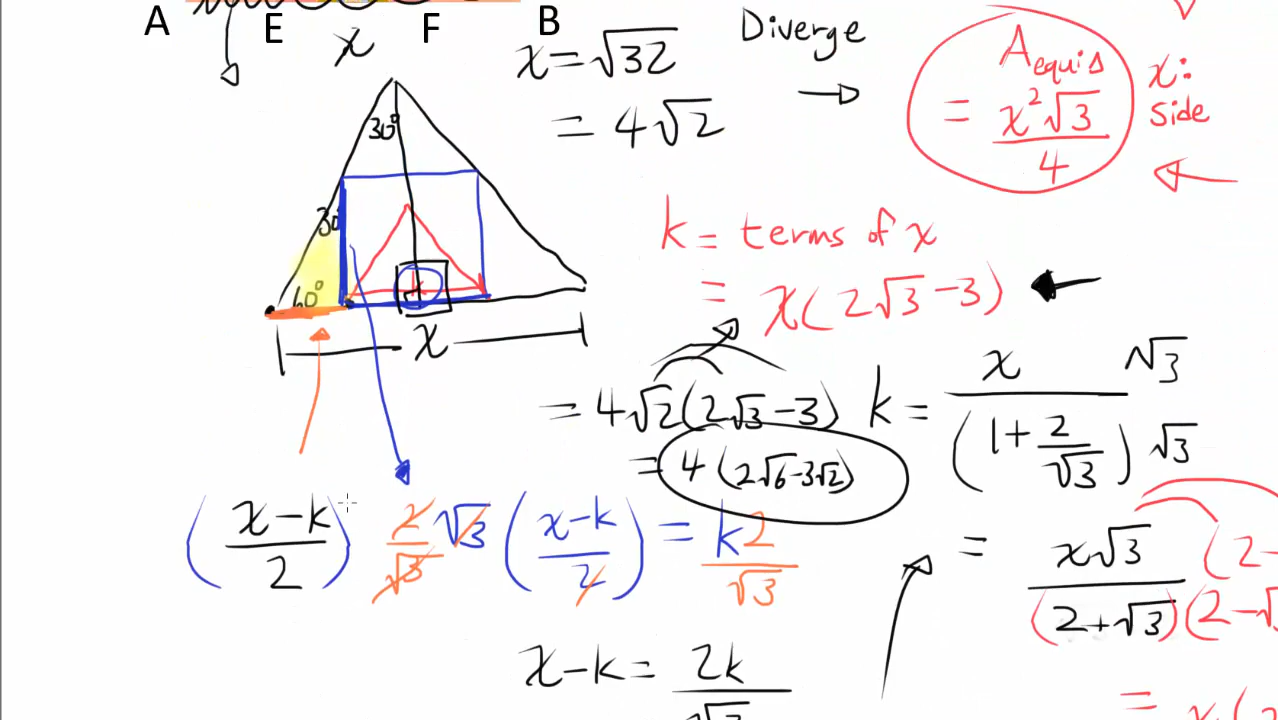 A E F B
x
x=√32
= 4√2
Diverge
A equi Δ
= x²√3/4
x:
side
30°
30°
60°
x
k = terms of x
= x(2√3-3)
= 4√2(2√3-3)
= 4(2√6-3√2)
k = x √3 / (1+2/√3) √3
= x√3 (2- / (2+√3)(2-√3
(x-k/2) 2/√3 √3 (x-k/2) = k 2/√3
x-k = 2k/√3